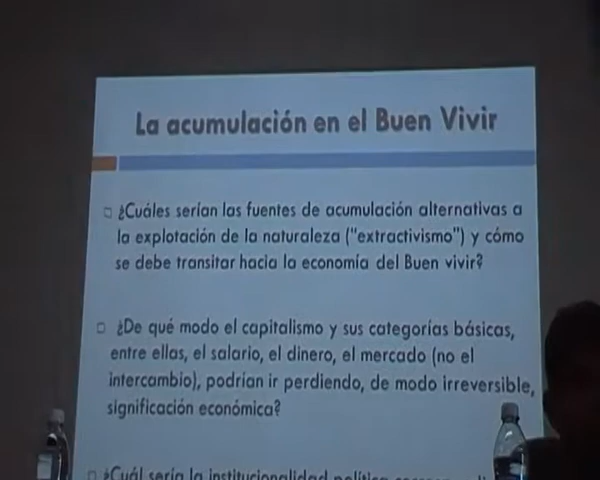 La acumulación en el Buen Vivir
¿Cuáles serían las fuentes de acumulación alternativas a
la explotación de la naturaleza ("extractivismo") y cómo
se debe transitar hacia la economía del Buen vivir?
¿De qué modo el capitalismo y sus categorías básicas,
entre ellas, el salario, el dinero, el mercado (no el
intercambio), podrían ir perdiendo, de modo irreversible,
significación económica?
¿Cuál sería la institucionalidad política